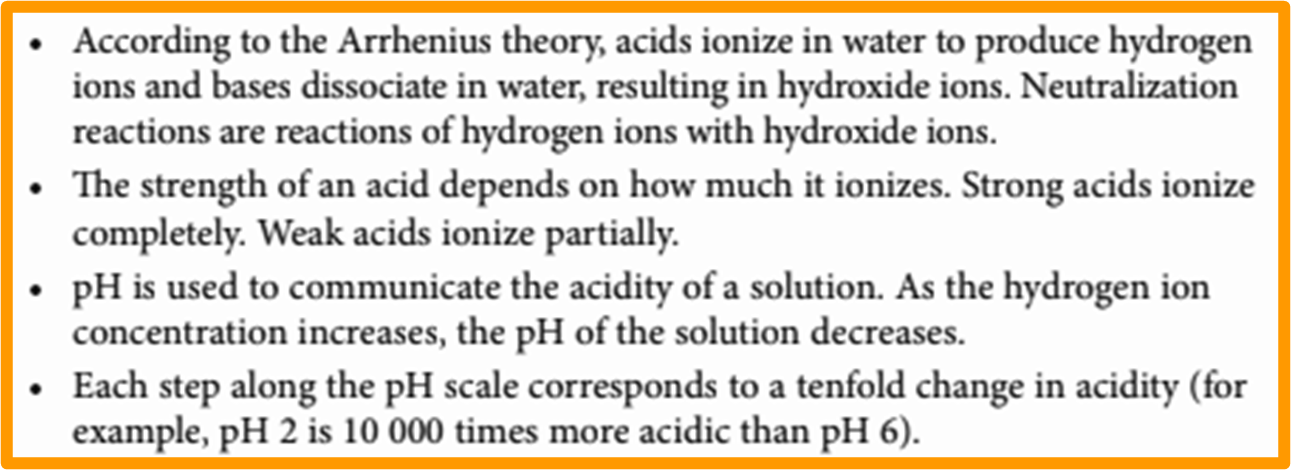 • According to the Arrhenius theory, acids ionize in water to produce hydrogen
ions and bases dissociate in water, resulting in hydroxide ions. Neutralization
reactions are reactions of hydrogen ions with hydroxide ions.
• The strength of an acid depends on how much it ionizes. Strong acids ionize
completely. Weak acids ionize partially.
• pH is used to communicate the acidity of a solution. As the hydrogen ion
concentration increases, the pH of the solution decreases.
• Each step along the pH scale corresponds to a tenfold change in acidity (for
example, pH 2 is 10 000 times more acidic than pH 6).